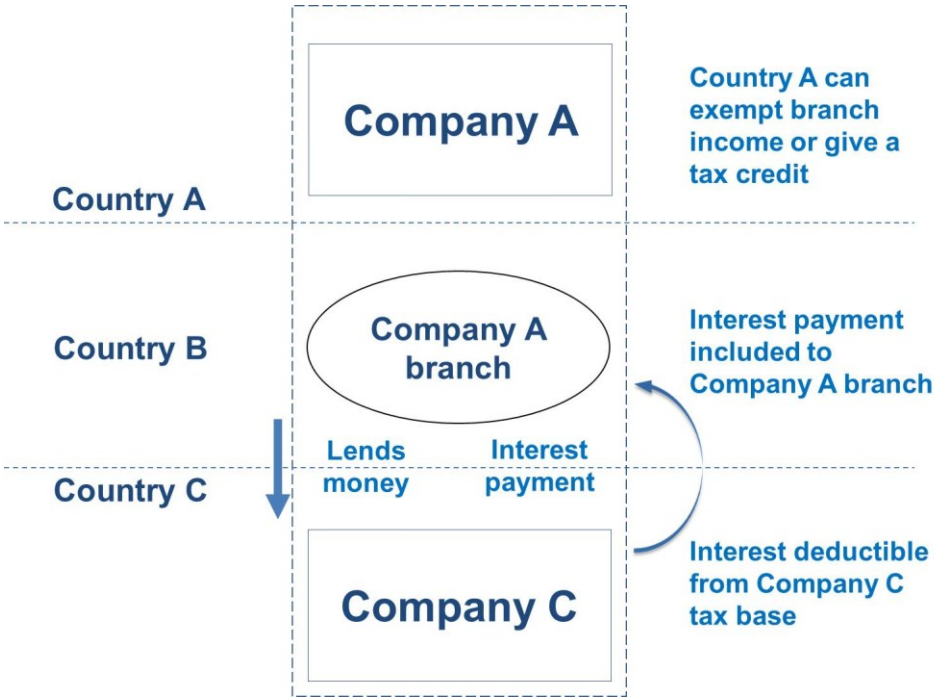 Company A
Country A can
exempt branch
income or give a
tax credit
Country A
Country B
Company A
branch
Interest payment
included to
Company A branch
Lends
money
Interest
payment
Country C
Company C
Interest deductible
from Company C
tax base